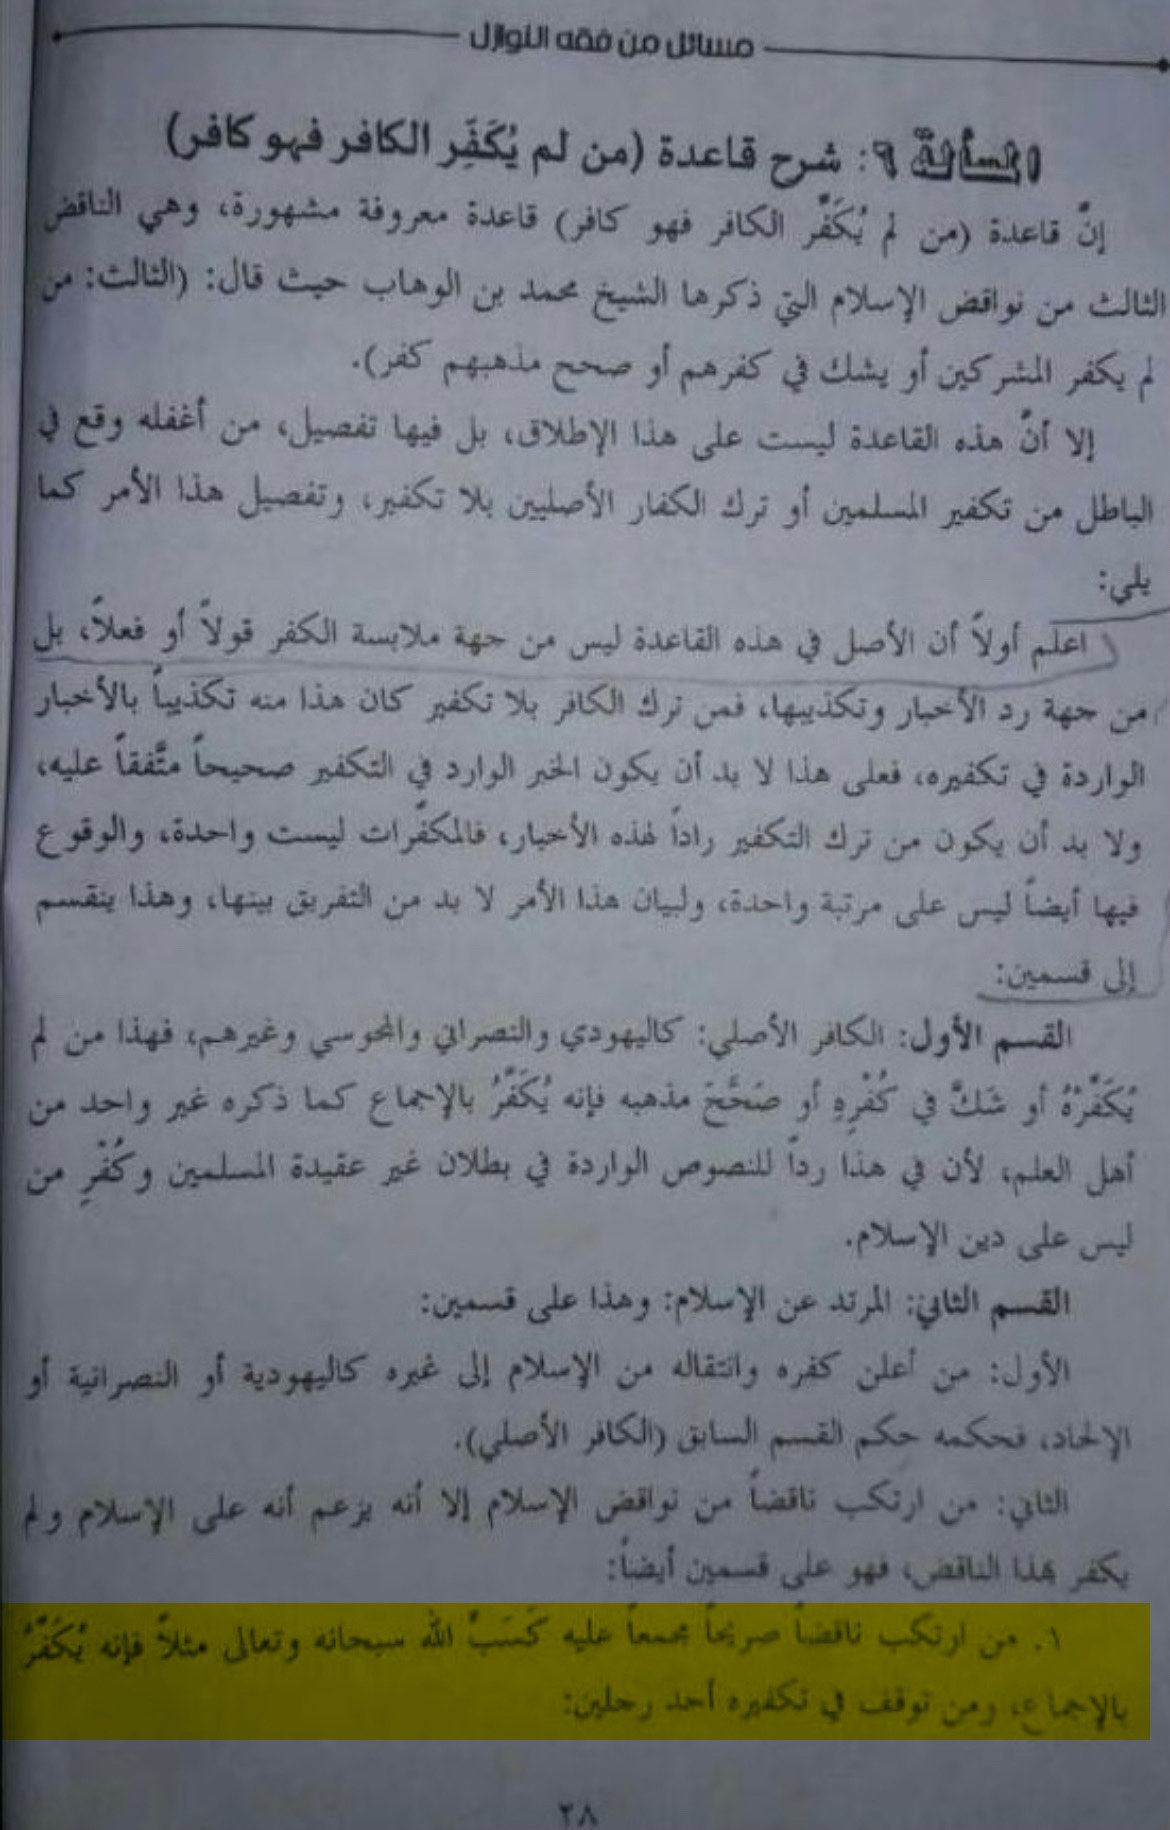 مسائل من فقه النوازل
المسألة ٩: شرح قاعدة (من لم يُكَفِّر الكافر فهو كافر)
إنَّ قاعدة (من لم يُكَفِّر الكافر فهو كافر) قاعدة معروفة مشهورة، وهي الناقض
الثالث من نواقض الإسلام التي ذكرها الشيخ محمد بن الوهاب حيث قال: (الثالث: من
لم يكفر المشركين أو يشك في كفرهم أو صحح مذهبهم كفر).
إلا أنَّ هذه القاعدة ليست على هذا الإطلاق، بل فيها تفصيل، من أغفله وقع في
الباطل من تكفير المسلمين أو ترك الكفار الأصليين بلا تكفير، وتفصيل هذا الأمر كما
يلي:
اعلم أولاً أن الأصل في هذه القاعدة ليس من جهة ملابسة الكفر قولاً أو فعلاً، بل
من جهة رد الأخبار وتكذيبها، فمن ترك الكافر بلا تكفير كان هذا منه تكذيباً بالأخبار
الواردة في تكفيره، فعلى هذا لا بد أن يكون الخبر الوارد في التكفير صحيحاً متَّفقاً عليه،
ولا بد أن يكون من ترك التكفير راداً لهذه الأخبار، فالمكفِّرات ليست واحدة، والوقوع
فيها أيضاً ليس على مرتبة واحدة، ولبيان هذا الأمر لا بد من التفريق بينها، وهذا ينقسم
إلى قسمين:
القسم الأول: الكافر الأصلي: كاليهودي والنصراني والمجوسي وغيرهم، فهذا من لم
يُكَفِّرْهُ أو شَكَّ في كُفْرِهِ أو صَحَّحَ مذهبه فإنه يُكَفَّرُ بالإجماع كما ذكره غير واحد من
أهل العلم، لأن في هذا رداً للنصوص الواردة في بطلان غير عقيدة المسلمين وكُفْرِ من
ليس على دين الإسلام.
القسم الثاني: المرتد عن الإسلام: وهذا على قسمين:
الأول: من أعلن كفره وانتقاله من الإسلام إلى غيره كاليهودية أو النصرانية أو
الإلحاد، فحكمه حكم القسم السابق (الكافر الأصلي).
الثاني: من ارتكب ناقضاً من نواقض الإسلام إلا أنه يزعم أنه على الإسلام ولم
يكفر بهذا الناقض، فهو على قسمين أيضاً:
١. من ارتكب ناقضاً صريحاً مجمعاً عليه كَسَبِّ الله سبحانه وتعالى مثلاً فإنه يُكَفَّرُ
بالإجماع، ومن توقف في تكفيره أحد رجلين:
٢٨